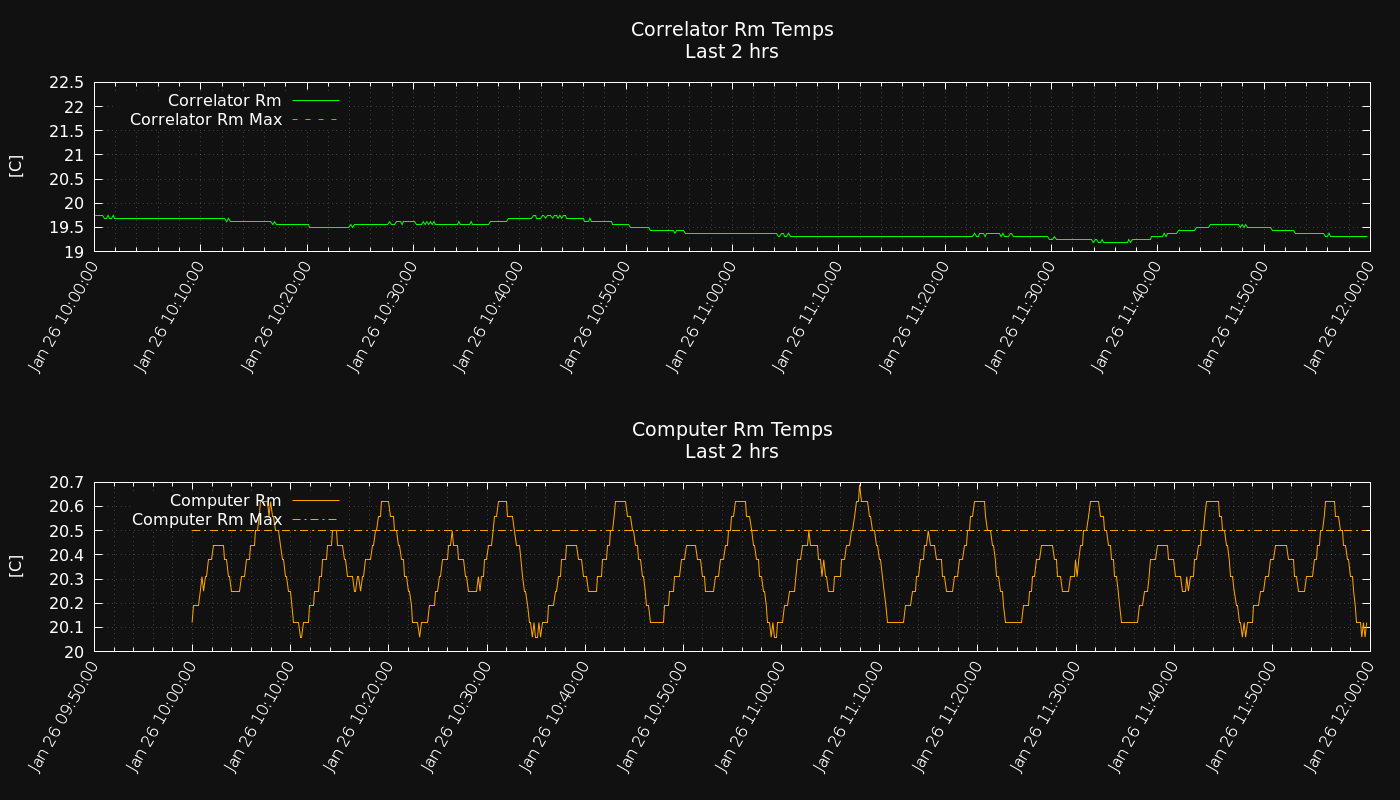 Correlator Rm Temps
Last 2 hrs
22.5
22
21.5
21
20.5
20
19.5
19
[C]
Correlator Rm
Correlator Rm Max
Jan 26 10:00:00
Jan 26 10:10:00
Jan 26 10:20:00
Jan 26 10:30:00
Jan 26 10:40:00
Jan 26 10:50:00
Jan 26 11:00:00
Jan 26 11:10:00
Jan 26 11:20:00
Jan 26 11:30:00
Jan 26 11:40:00
Jan 26 11:50:00
Jan 26 12:00:00
Computer Rm Temps
Last 2 hrs
20.7
20.6
20.5
20.4
20.3
20.2
20.1
20
[C]
Computer Rm
Computer Rm Max
Jan 26 09:50:00
Jan 26 10:00:00
Jan 26 10:10:00
Jan 26 10:20:00
Jan 26 10:30:00
Jan 26 10:40:00
Jan 26 10:50:00
Jan 26 11:00:00
Jan 26 11:10:00
Jan 26 11:20:00
Jan 26 11:30:00
Jan 26 11:40:00
Jan 26 11:50:00
Jan 26 12:00:00